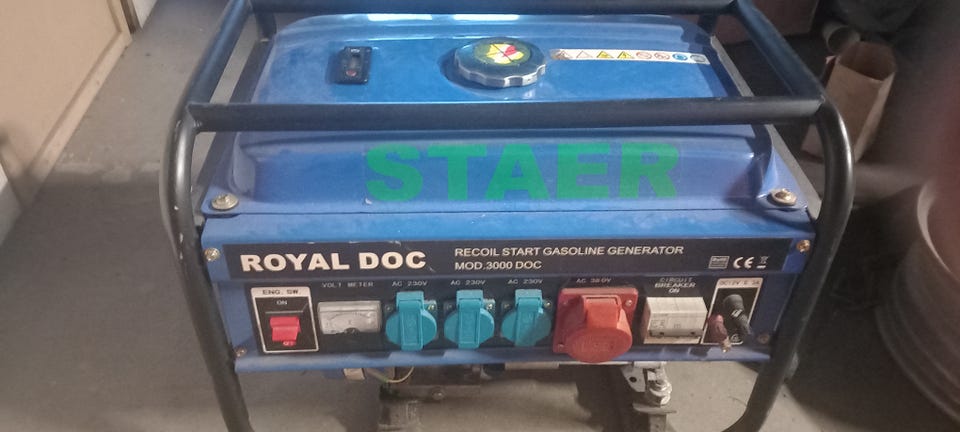 STAER
ROYAL DOC
RECOIL START GASOLINE GENERATOR
MOD.3000 DOC
CE
ENG. SW.
ON
OFF
VOLT METER
AC 230V
AC 230V
AC 230V
AC 380V
CIRCUIT
BREAKER
ON